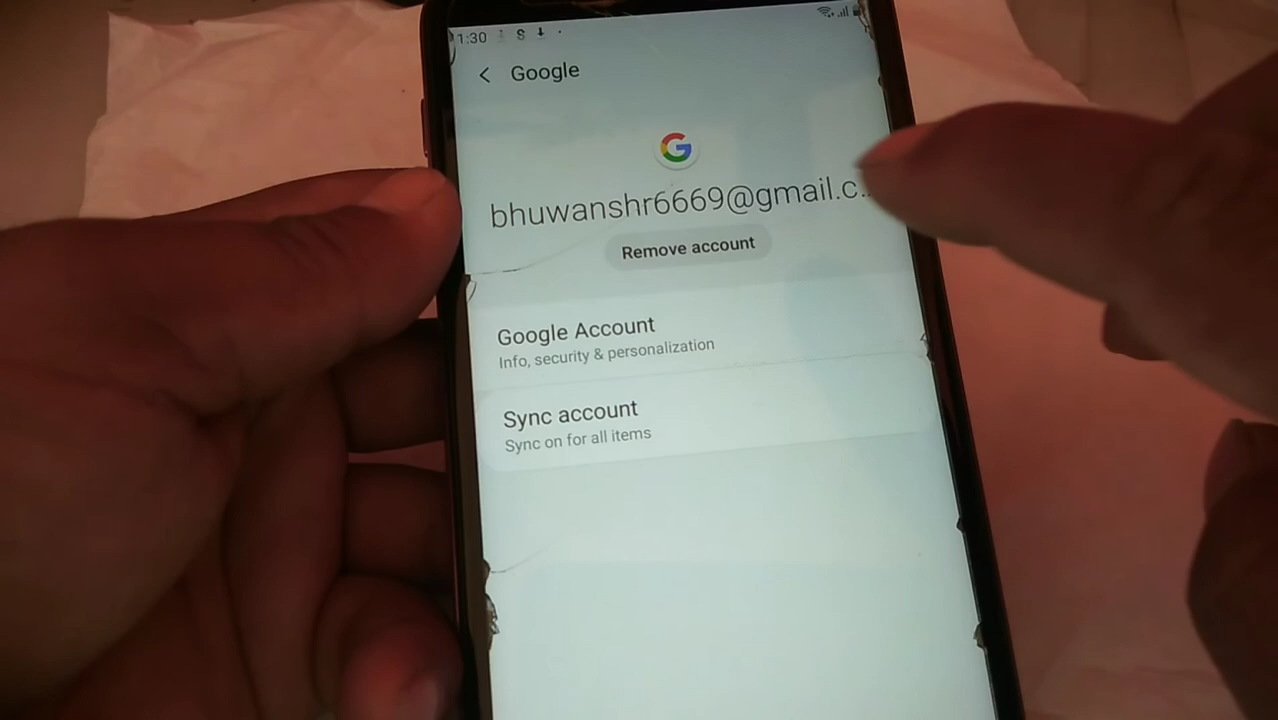 1:30
Google
bhuwanshr6669@gmail.c..
Remove account
Google Account
Info, security & personalization
Sync account
Sync on for all items